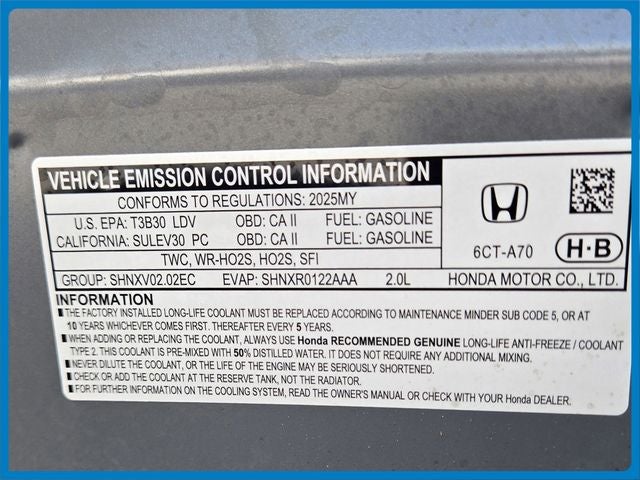 VEHICLE EMISSION CONTROL INFORMATION
CONFORMS TO REGULATIONS: 2025MY
U.S. EPA: T3B30 LDV OBD: CA II FUEL: GASOLINE
CALIFORNIA: SULEV30 PC OBD: CA II FUEL: GASOLINE
TWC, WR-HO2S, HO2S, SFI
6CT-A70 H·B
GROUP: SHNXV02.02EC EVAP: SHNXR0122AAA 2.0L HONDA MOTOR CO., LTD.
INFORMATION
■ THE FACTORY INSTALLED LONG-LIFE COOLANT MUST BE REPLACED ACCORDING TO MAINTENANCE MINDER SUB CODE 5, OR AT
10 YEARS WHICHEVER COMES FIRST. THEREAFTER EVERY 5 YEARS.
■ WHEN ADDING OR REPLACING THE COOLANT, ALWAYS USE Honda RECOMMENDED GENUINE LONG-LIFE ANTI-FREEZE / COOLANT
TYPE 2. THIS COOLANT IS PRE-MIXED WITH 50% DISTILLED WATER. IT DOES NOT REQUIRE ANY ADDITIONAL MIXING.
■ NEVER DILUTE THE COOLANT, OR THE LIFE OF THE ENGINE MAY BE SERIOUSLY SHORTENED.
■ CHECK OR ADD THE COOLANT AT THE RESERVE TANK, NOT THE RADIATOR.
■ FOR FURTHER INFORMATION ON THE COOLING SYSTEM, READ THE OWNER'S MANUAL OR CHECK WITH YOUR Honda DEALER.